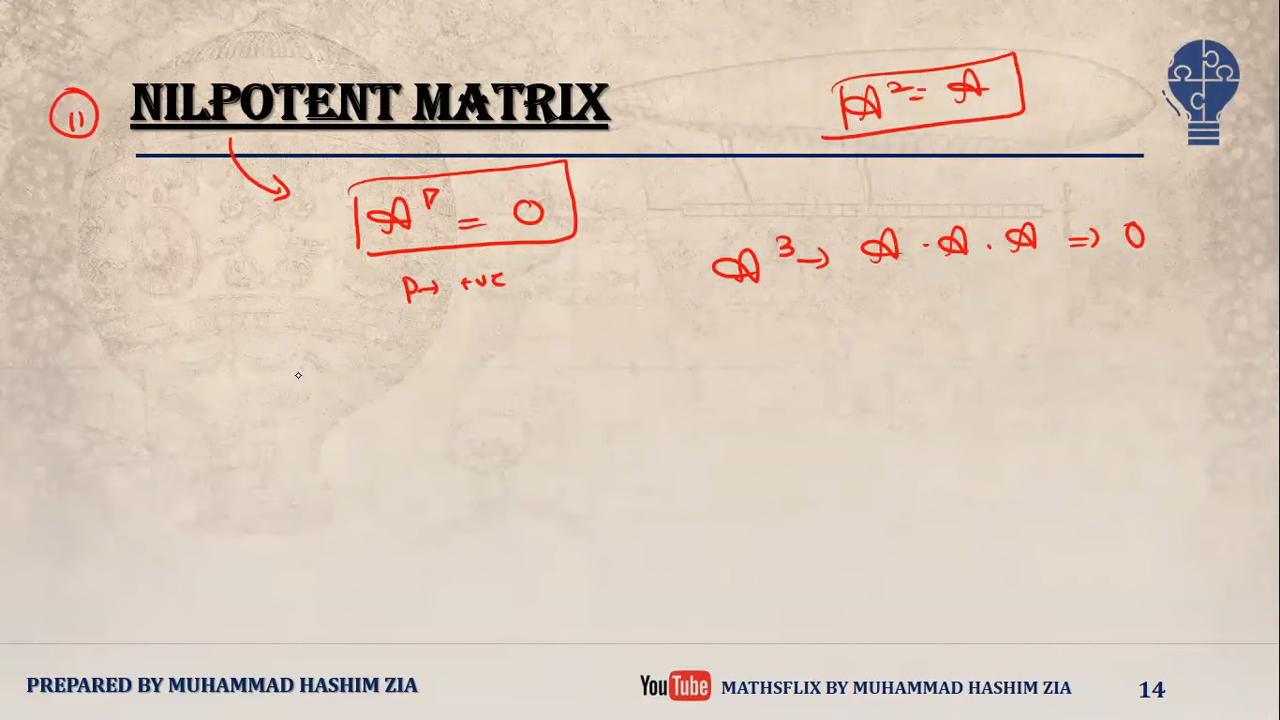 (11) NILPOTENT MATRIX
A² = A
A^p = 0
p → +ve
A³ → A · A · A => 0
PREPARED BY MUHAMMAD HASHIM ZIA
YouTube MATHSFLIX BY MUHAMMAD HASHIM ZIA
14